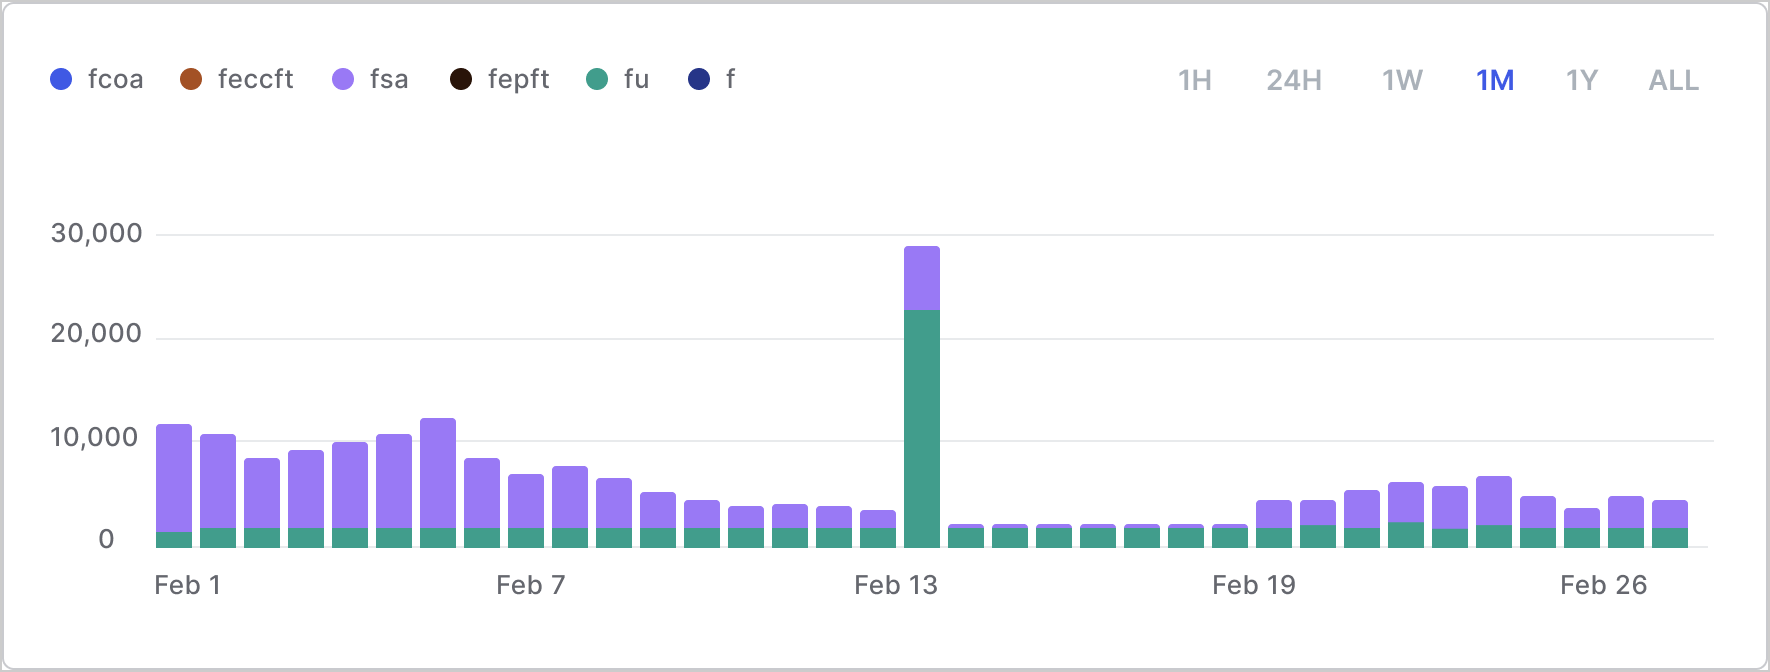 fcoa feccft fsa fepft fu f 1H 24H 1W 1M 1Y ALL
30,000
20,000
10,000
0
Feb 1 Feb 7 Feb 13 Feb 19 Feb 26